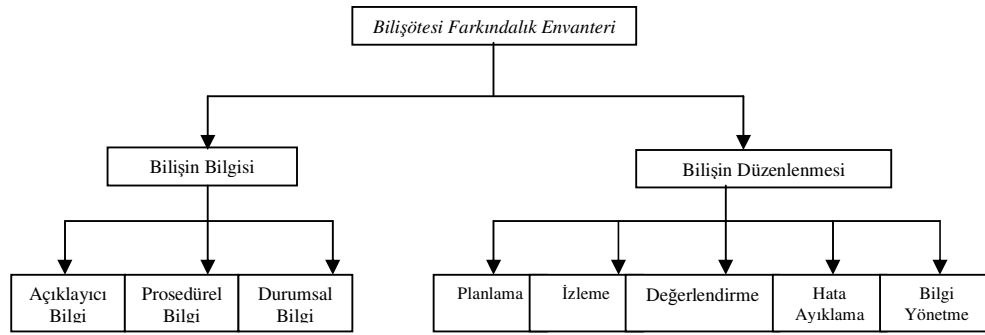 Bilişötesi Farkındalık Envanteri
Bilişin Bilgisi
Bilişin Düzenlenmesi
Açıklayıcı
Bilgi
Prosedürel
Bilgi
Durumsal
Bilgi
Planlama
İzleme
Değerlendirme
Hata
Ayıklama
Bilgi
Yönetme